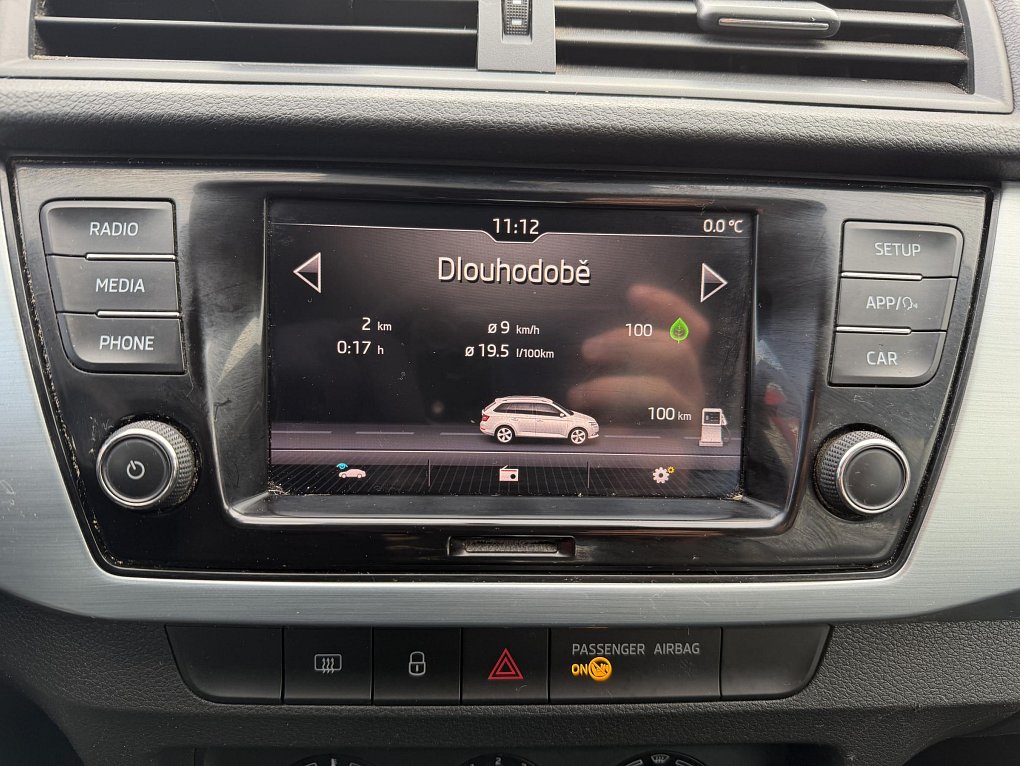 11:12 0.0 °C
RADIO
MEDIA
PHONE
Dlouhodobě
2 km ø 9 km/h 100
0:17 h ø 19.5 l/100km
100 km
SETUP
APP/
CAR
PASSENGER AIRBAG
ON